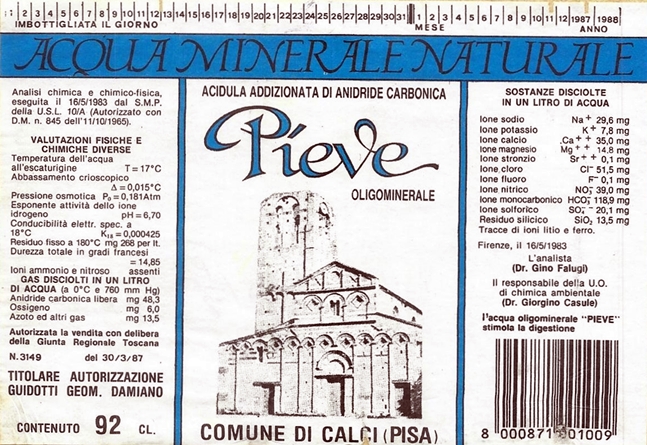 1 2 3 4 5 6 7 8 9 10 11 12 13 14 15 16 17 18 19 20 21 22 23 24 25 26 27 28 29 30 31 1 2 3 4 5 6 7 8 9 10 11 12 1987 1988
IMBOTTIGLIATA IL GIORNO MESE ANNO
ACQUA MINERALE NATURALE
Analisi chimica e chimico-fisica,
eseguita il 16/5/1983 dal S.M.P.
della U.S.L. 10/A (Autorizzato con
D.M. n. 845 dell'11/10/1965).
VALUTAZIONI FISICHE E
CHIMICHE DIVERSE
Temperatura dell'acqua
all'escaturigine T = 17°C
Abbassamento crioscopico
Δ = 0,015°C
Pressione osmotica P₀ = 0,181Atm
Esponente attività dello ione
idrogeno pH = 6,70
Conducibilità elettr. spec. a
18°C K₁₈ = 0,000425
Residuo fisso a 180°C mg 268 per lt.
Durezza totale in gradi francesi
= 14,85
Ioni ammonio e nitroso assenti
GAS DISCIOLTI IN UN LITRO
DI ACQUA (a 0°C e 760 mm Hg)
Anidride carbonica libera mg 48,3
Ossigeno mg 6,0
Azoto ed altri gat mg 13,5
Autorizzata la vendita con delibera
della Giunta Regionale Toscana
N.3149 del 30/3/87
TITOLARE AUTORIZZAZIONE
GUIDOTTI GEOM. DAMIANO
CONTENUTO 92 CL.
ACIDULA ADDIZIONATA DI ANIDRIDE CARBONICA
Pieve
OLIGOMINERALE
COMUNE DI CALCI (PISA)
SOSTANZE DISCIOLTE
IN UN LITRO DI ACQUA
Ione sodio Na + 29,6 mg
Ione potassio K + 7,8 mg
Ione calcio Ca + + 35,0 mg
Ione magnesio Mg + + 14,8 mg
Ione stronzio Sr + + 0,1 mg
Ione cloro Cl⁻ 51,5 mg
Ione fluoro F⁻ 0,1 mg
Ione nitrico NO₃⁻ 39,0 mg
Ione monocarbonico HCO₃⁻ 118,9 mg
Ione solforico SO₄⁻⁻ 20,1 mg
Residuo silicico SiO₂ 13,5 mg
Tracce di ioni litio e ferro.
Firenze, il 16/5/1983
L'analista
(Dr. Gino Falugi)
Il responsabile della U.O.
di chimica ambientale
(Dr. Giorgino Casule)
l'acqua oligominerale "PIEVE"
stimola la digestione
8 000871 001009